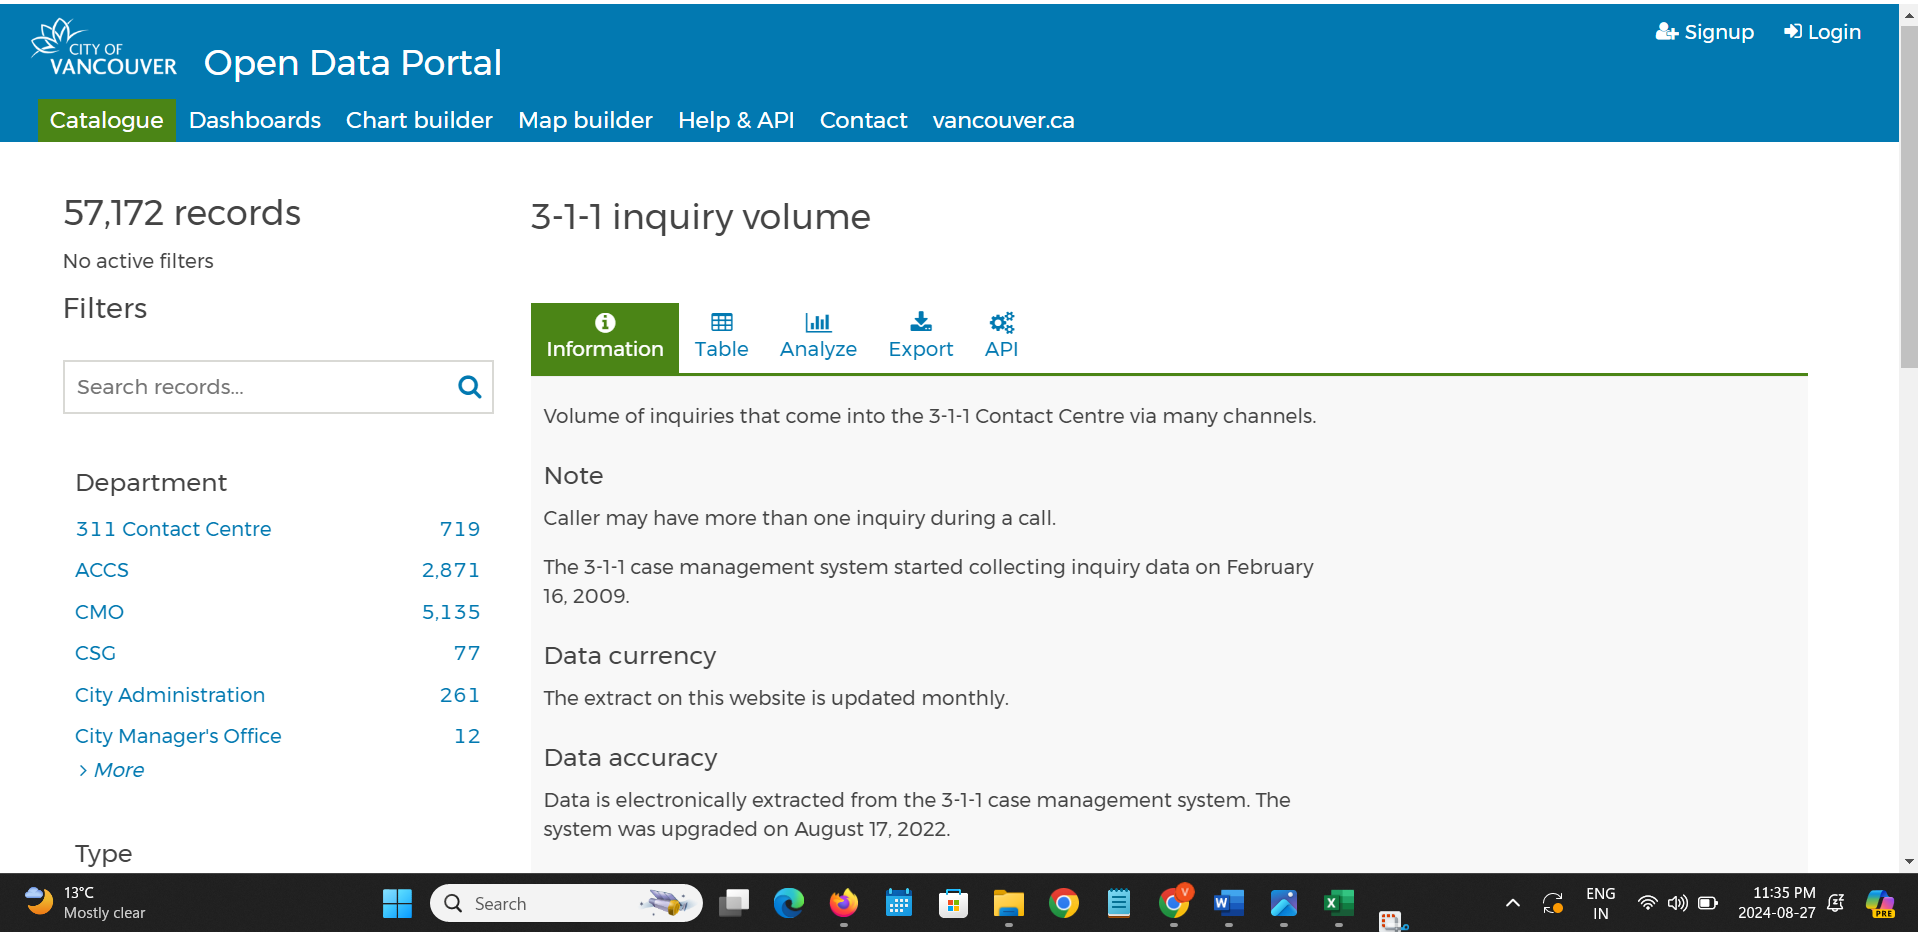 CITY OF
VANCOUVER
Open Data Portal
Signup
Login
Catalogue
Dashboards
Chart builder
Map builder
Help & API
Contact
vancouver.ca
57,172 records
No active filters
Filters
Search records...
Department
311 Contact Centre 719
ACCS 2,871
CMO 5,135
CSG 77
City Administration 261
City Manager's Office 12
> More
Type
3-1-1 inquiry volume
Information
Table
Analyze
Export
API
Volume of inquiries that come into the 3-1-1 Contact Centre via many channels.
Note
Caller may have more than one inquiry during a call.
The 3-1-1 case management system started collecting inquiry data on February
16, 2009.
Data currency
The extract on this website is updated monthly.
Data accuracy
Data is electronically extracted from the 3-1-1 case management system. The
system was upgraded on August 17, 2022.
13°C
Mostly clear
Search
V
W
X
ENG
IN
11:35 PM
2024-08-27
PRE